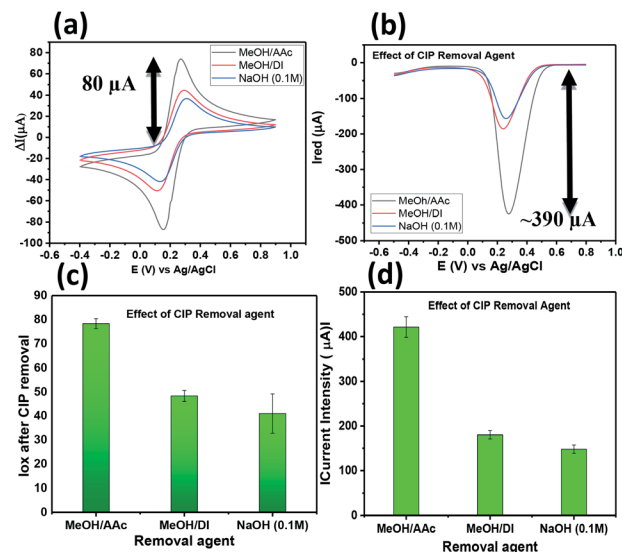 (a)
80
60
40
20
0
-20
-40
-60
-80
-100
ΔI(µA)
80 µA
MeOH/AAc
MeOH/DI
NaOH (0.1M)
-0.4 -0.2 0.0 0.2 0.4 0.6 0.8 1.0
E (V) vs Ag/AgCl
(b)
Effect of CIP Removal Agent
0
-100
-200
-300
-400
-500
Ired (µA)
MeOh/AAc
MeOH/DI
NaOH (0.1M)
~390 µA
-0.4 -0.2 0.0 0.2 0.4 0.6 0.8
E (V) vs Ag/AgCl
(c)
Effect of CIP Removal agent
90
80
70
60
50
40
30
20
10
0
Iox after CIP removal
MeOH/AAc MeOH/DI NaOH (0.1M)
Removal agent
(d)
Effect of CIP Removal Agent
500
400
300
200
100
0
ICurrent Intensity ( µA)I
MeOH/AAc MeOH/DI NaOH (0.1M)
Removal agent